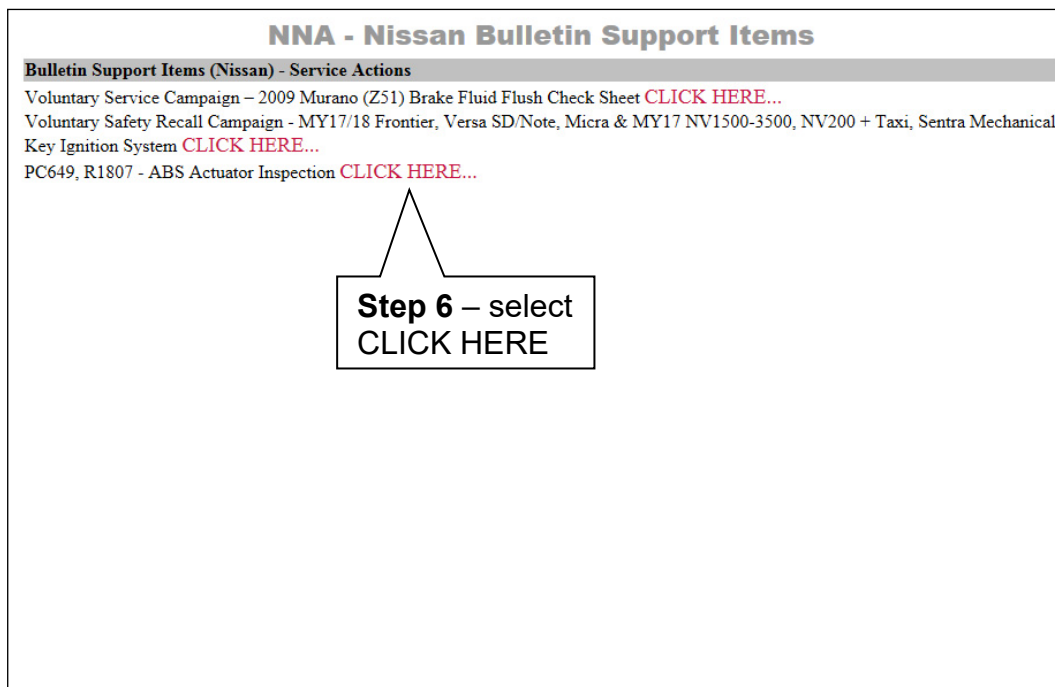 NNA - Nissan Bulletin Support Items
Bulletin Support Items (Nissan) - Service Actions
Voluntary Service Campaign – 2009 Murano (Z51) Brake Fluid Flush Check Sheet CLICK HERE...
Voluntary Safety Recall Campaign - MY17/18 Frontier, Versa SD/Note, Micra & MY17 NV1500-3500, NV200 + Taxi, Sentra Mechanical
Key Ignition System CLICK HERE...
PC649, R1807 - ABS Actuator Inspection CLICK HERE...
Step 6 – select
CLICK HERE